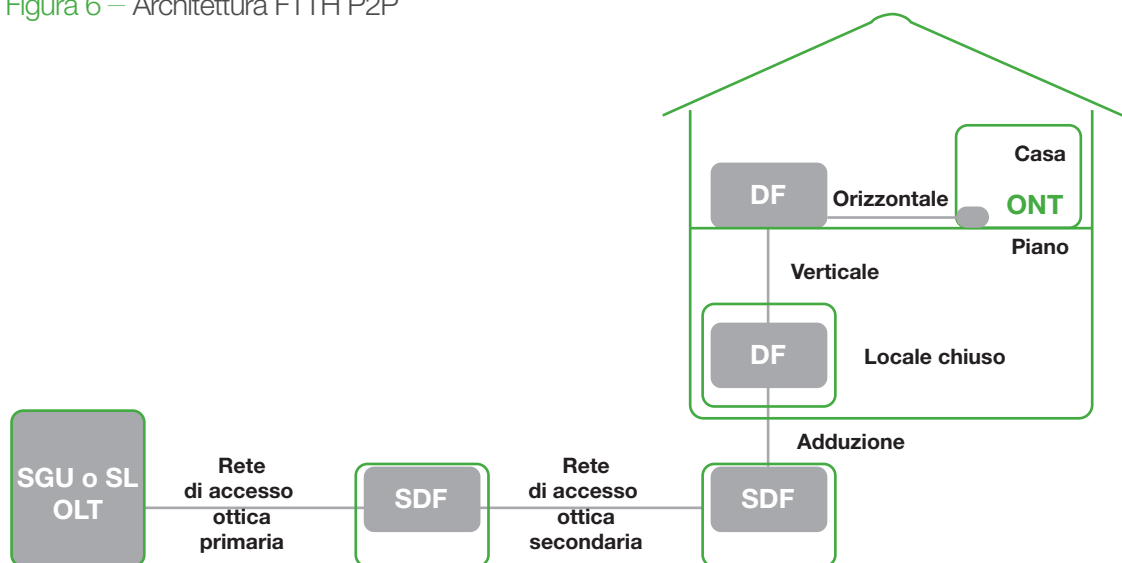 Figura 6 – Architettura FTTH P2P
Casa
DF
Orizzontale
ONT
Piano
Verticale
DF
Locale chiuso
Adduzione
SGU o SL
OLT
Rete
di accesso
ottica
primaria
SDF
Rete
di accesso
ottica
secondaria
SDF